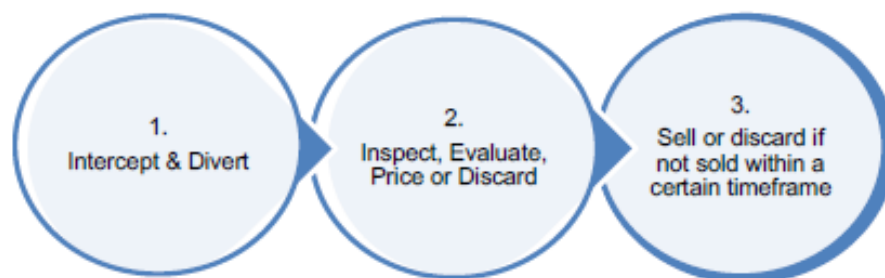 1.
Intercept & Divert
2.
Inspect, Evaluate,
Price or Discard
3.
Sell or discard if
not sold within a
certain timeframe